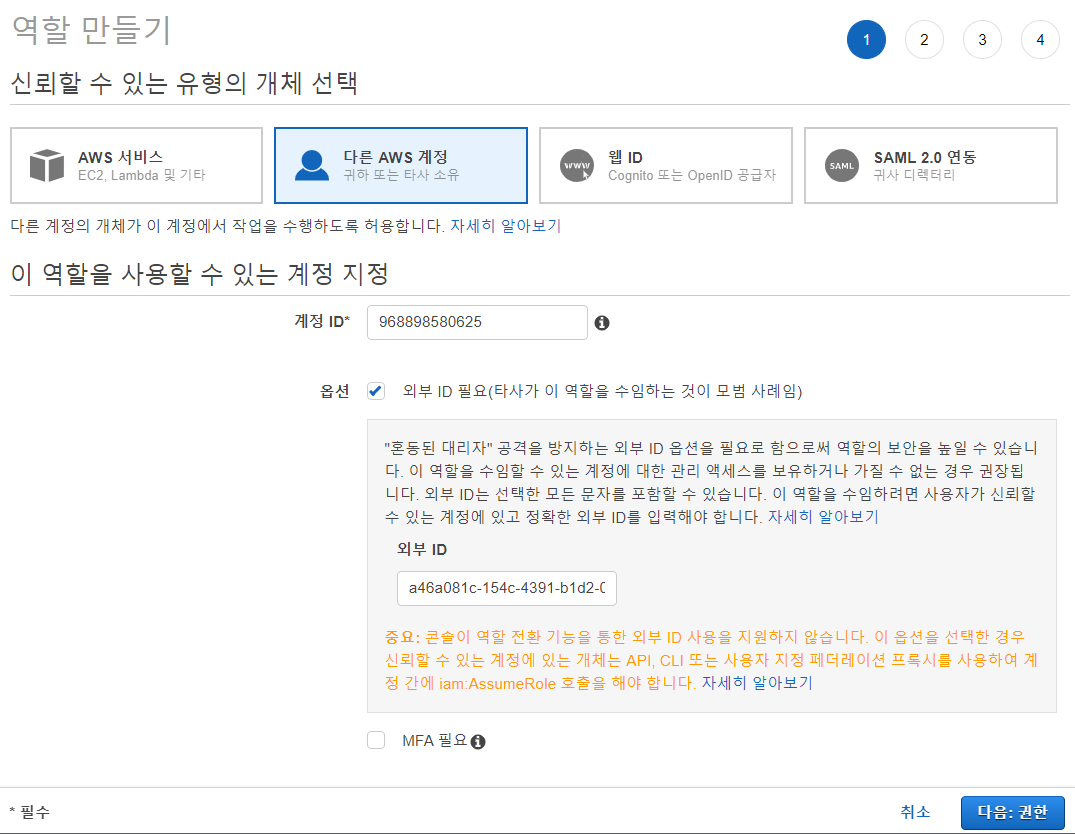 역할 만들기
1 2 3 4
신뢰할 수 있는 유형의 개체 선택
AWS 서비스
EC2, Lambda 및 기타
다른 AWS 계정
귀하 또는 타사 소유
WWW
웹 ID
Cognito 또는 OpenID 공급자
SAML
SAML 2.0 연동
귀사 디렉터리
다른 계정의 개체가 이 계정에서 작업을 수행하도록 허용합니다. 자세히 알아보기
이 역할을 사용할 수 있는 계정 지정
계정 ID* 968898580625
옵션 외부 ID 필요(타사가 이 역할을 수임하는 것이 모범 사례임)
"혼동된 대리자" 공격을 방지하는 외부 ID 옵션을 필요로 함으로써 역할의 보안을 높일 수 있습니
다. 이 역할을 수임할 수 있는 계정에 대한 관리 액세스를 보유하거나 가질 수 없는 경우 권장됩
니다. 외부 ID는 선택한 모든 문자를 포함할 수 있습니다. 이 역할을 수임하려면 사용자가 신뢰할
수 있는 계정에 있고 정확한 외부 ID를 입력해야 합니다. 자세히 알아보기
외부 ID
a46a081c-154c-4391-b1d2-0
중요: 콘솔이 역할 전환 기능을 통한 외부 ID 사용을 지원하지 않습니다. 이 옵션을 선택한 경우
신뢰할 수 있는 계정에 있는 개체는 API, CLI 또는 사용자 지정 페더레이션 프록시를 사용하여 계
정 간에 iam:AssumeRole 호출을 해야 합니다. 자세히 알아보기
MFA 필요
* 필수
취소
다음: 권한